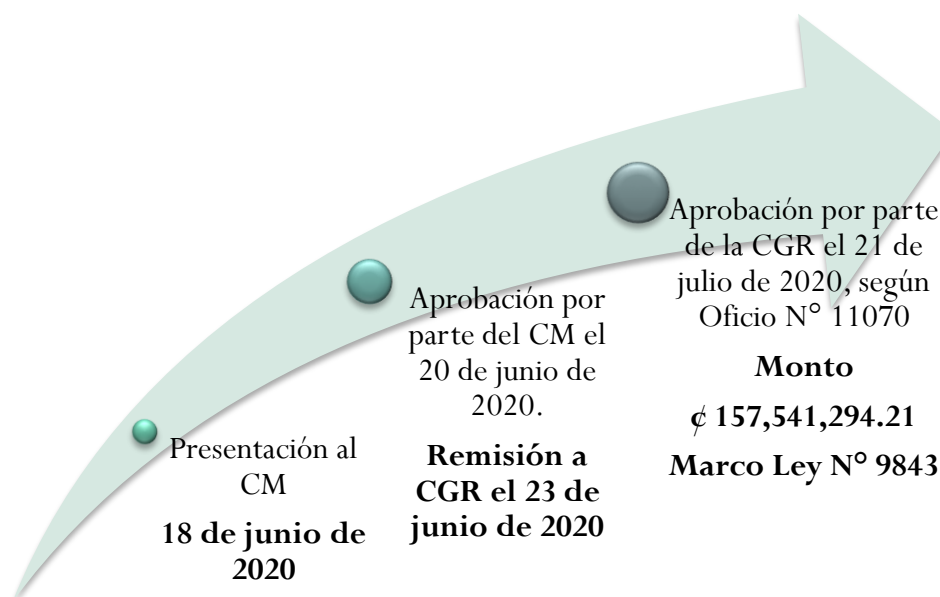 Presentación al
CM
18 de junio de
2020
Aprobación por
parte del CM el
20 de junio de
2020.
Remisión a
CGR el 23 de
junio de 2020
Aprobación por parte
de la CGR el 21 de
julio de 2020, según
Oficio N° 11070
Monto
¢ 157,541,294.21
Marco Ley N° 9843